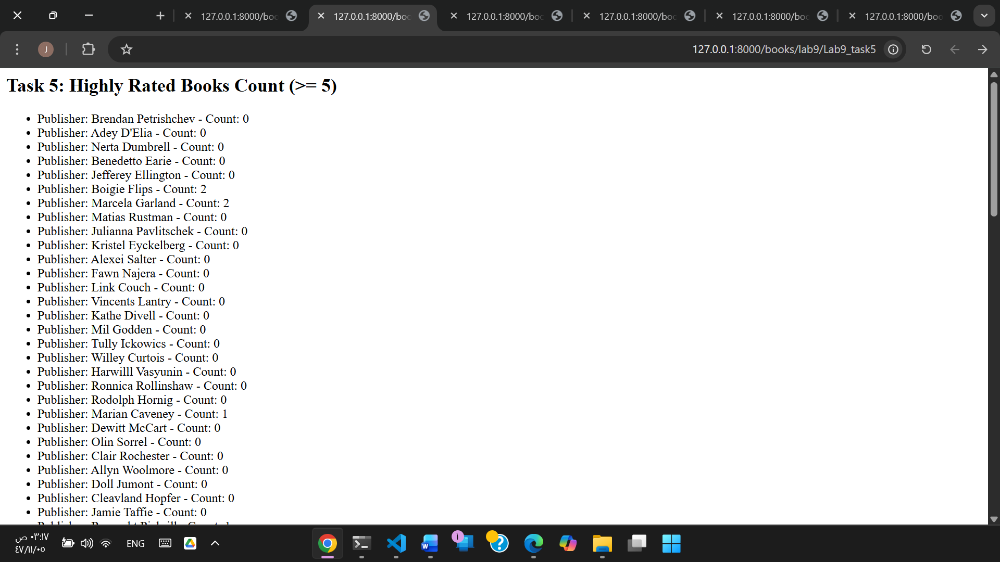 127.0.0.1:8000/boo
127.0.0.1:8000/boo
127.0.0.1:8000/boo
127.0.0.1:8000/boo
127.0.0.1:8000/boo
127.0.0.1:8000/boo
J
127.0.0.1:8000/books/lab9/Lab9_task5
Task 5: Highly Rated Books Count (>= 5)
• Publisher: Brendan Petrishchev - Count: 0
• Publisher: Adey D'Elia - Count: 0
• Publisher: Nerta Dumbrell - Count: 0
• Publisher: Benedetto Earie - Count: 0
• Publisher: Jefferey Ellington - Count: 0
• Publisher: Boigie Flips - Count: 2
• Publisher: Marcela Garland - Count: 2
• Publisher: Matias Rustman - Count: 0
• Publisher: Julianna Pavlitschek - Count: 0
• Publisher: Kristel Eyckelberg - Count: 0
• Publisher: Alexei Salter - Count: 0
• Publisher: Fawn Najera - Count: 0
• Publisher: Link Couch - Count: 0
• Publisher: Vincents Lantry - Count: 0
• Publisher: Kathe Divell - Count: 0
• Publisher: Mil Godden - Count: 0
• Publisher: Tully Ickowics - Count: 0
• Publisher: Willey Curtois - Count: 0
• Publisher: Harwilll Vasyunin - Count: 0
• Publisher: Ronnica Rollinshaw - Count: 0
• Publisher: Rodolph Hornig - Count: 0
• Publisher: Marian Caveney - Count: 1
• Publisher: Dewitt McCart - Count: 0
• Publisher: Olin Sorrel - Count: 0
• Publisher: Clair Rochester - Count: 0
• Publisher: Allyn Woolmore - Count: 0
• Publisher: Doll Jumont - Count: 0
• Publisher: Cleavland Hopfer - Count: 0
• Publisher: Jamie Taffie - Count: 0
٠٣:١٧ ص
٤٧/١١/٠٥
ENG
W
١